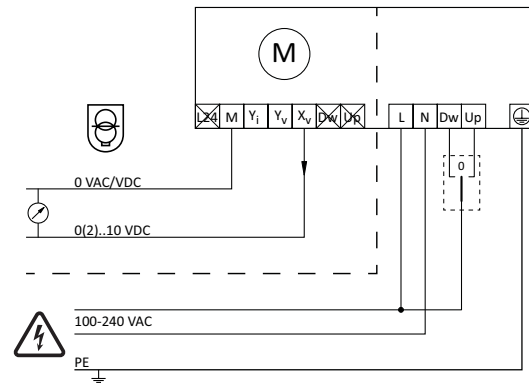 M
L24 M Yi Yv Xv Dw Up L N Dw Up
0
0 VAC/VDC
0(2)..10 VDC
100-240 VAC
PE